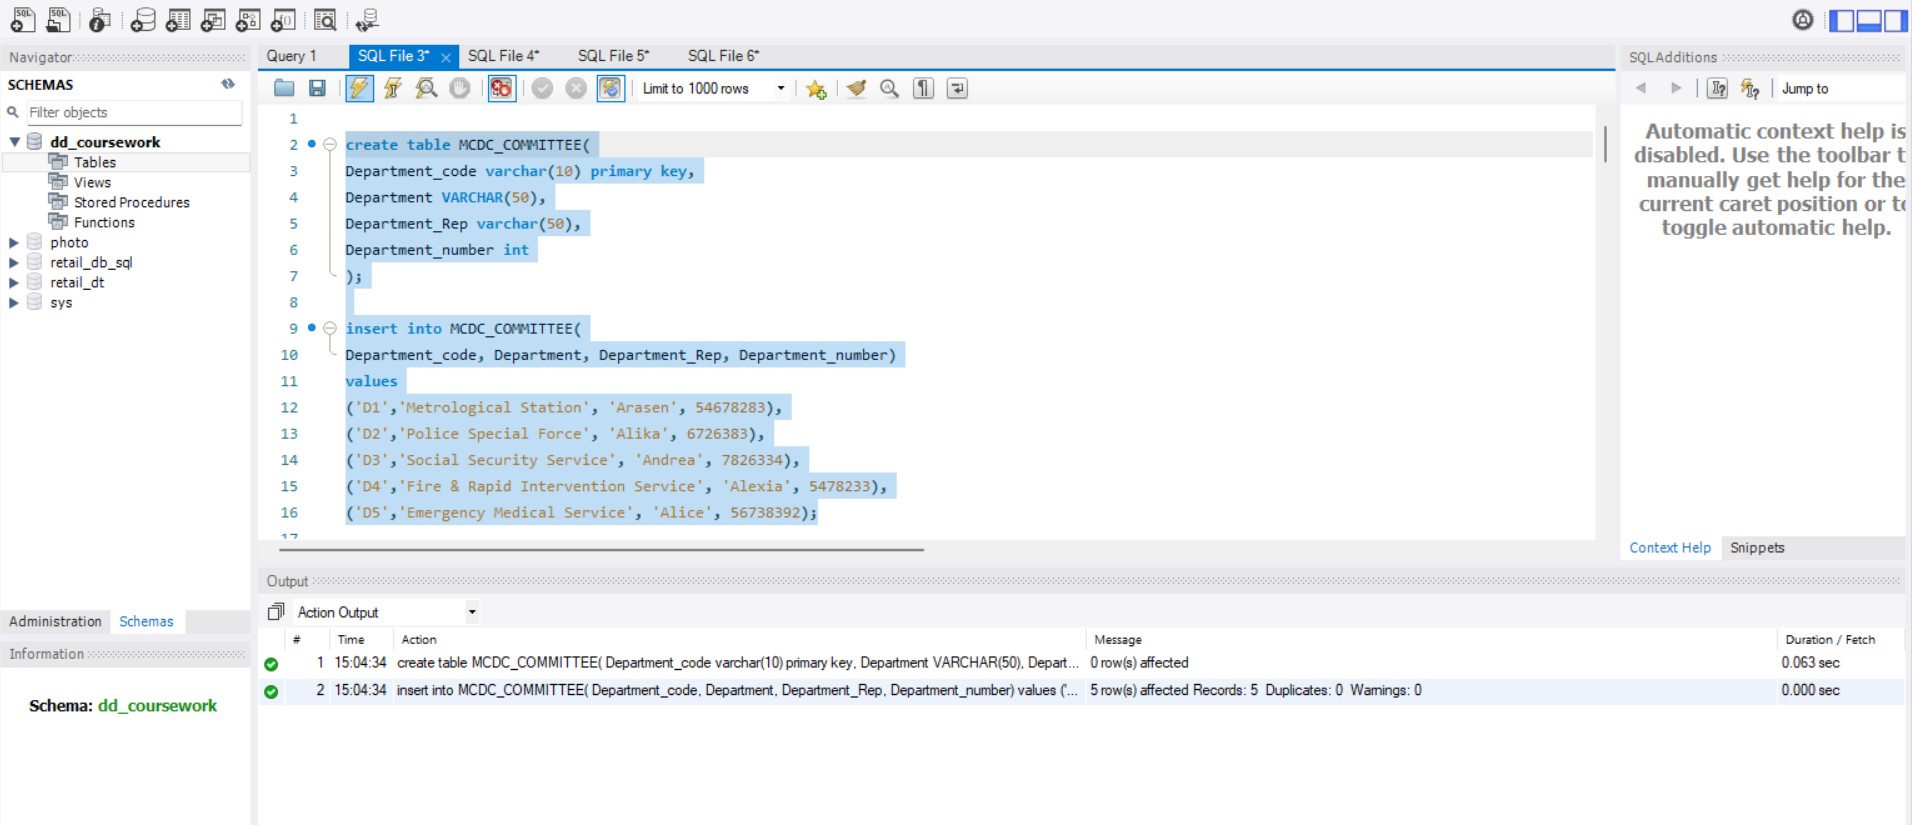 Navigator
SCHEMAS
Filter objects
dd_coursework
Tables
Views
Stored Procedures
Functions
photo
retail_db_sql
retail_dt
sys
Administration Schemas
Information
Schema: dd_coursework
Query 1 SQL File 3* SQL File 4* SQL File 5* SQL File 6*
Limit to 1000 rows
1
2 create table MCDC_COMMITTEE(
3 Department_code varchar(10) primary key,
4 Department VARCHAR(50),
5 Department_Rep varchar(50),
6 Department_number int
7 );
8
9 insert into MCDC_COMMITTEE(
10 Department_code, Department, Department_Rep, Department_number)
11 values
12 ('D1','Metrological Station', 'Arasen', 54678283),
13 ('D2','Police Special Force', 'Alika', 6726383),
14 ('D3','Social Security Service', 'Andrea', 7826334),
15 ('D4','Fire & Rapid Intervention Service', 'Alexia', 5478233),
16 ('D5','Emergency Medical Service', 'Alice', 56738392);
17
Output
Action Output
# Time Action Message Duration / Fetch
1 15:04:34 create table MCDC_COMMITTEE( Department_code varchar(10) primary key, Department VARCHAR(50), Depart... 0 row(s) affected 0.063 sec
2 15:04:34 insert into MCDC_COMMITTEE( Department_code, Department, Department_Rep, Department_number) values ('... 5 row(s) affected Records: 5 Duplicates: 0 Warnings: 0 0.000 sec
SQLAdditions
Jump to
Automatic context help is
disabled. Use the toolbar t
manually get help for the
current caret position or to
toggle automatic help.
Context Help Snippets